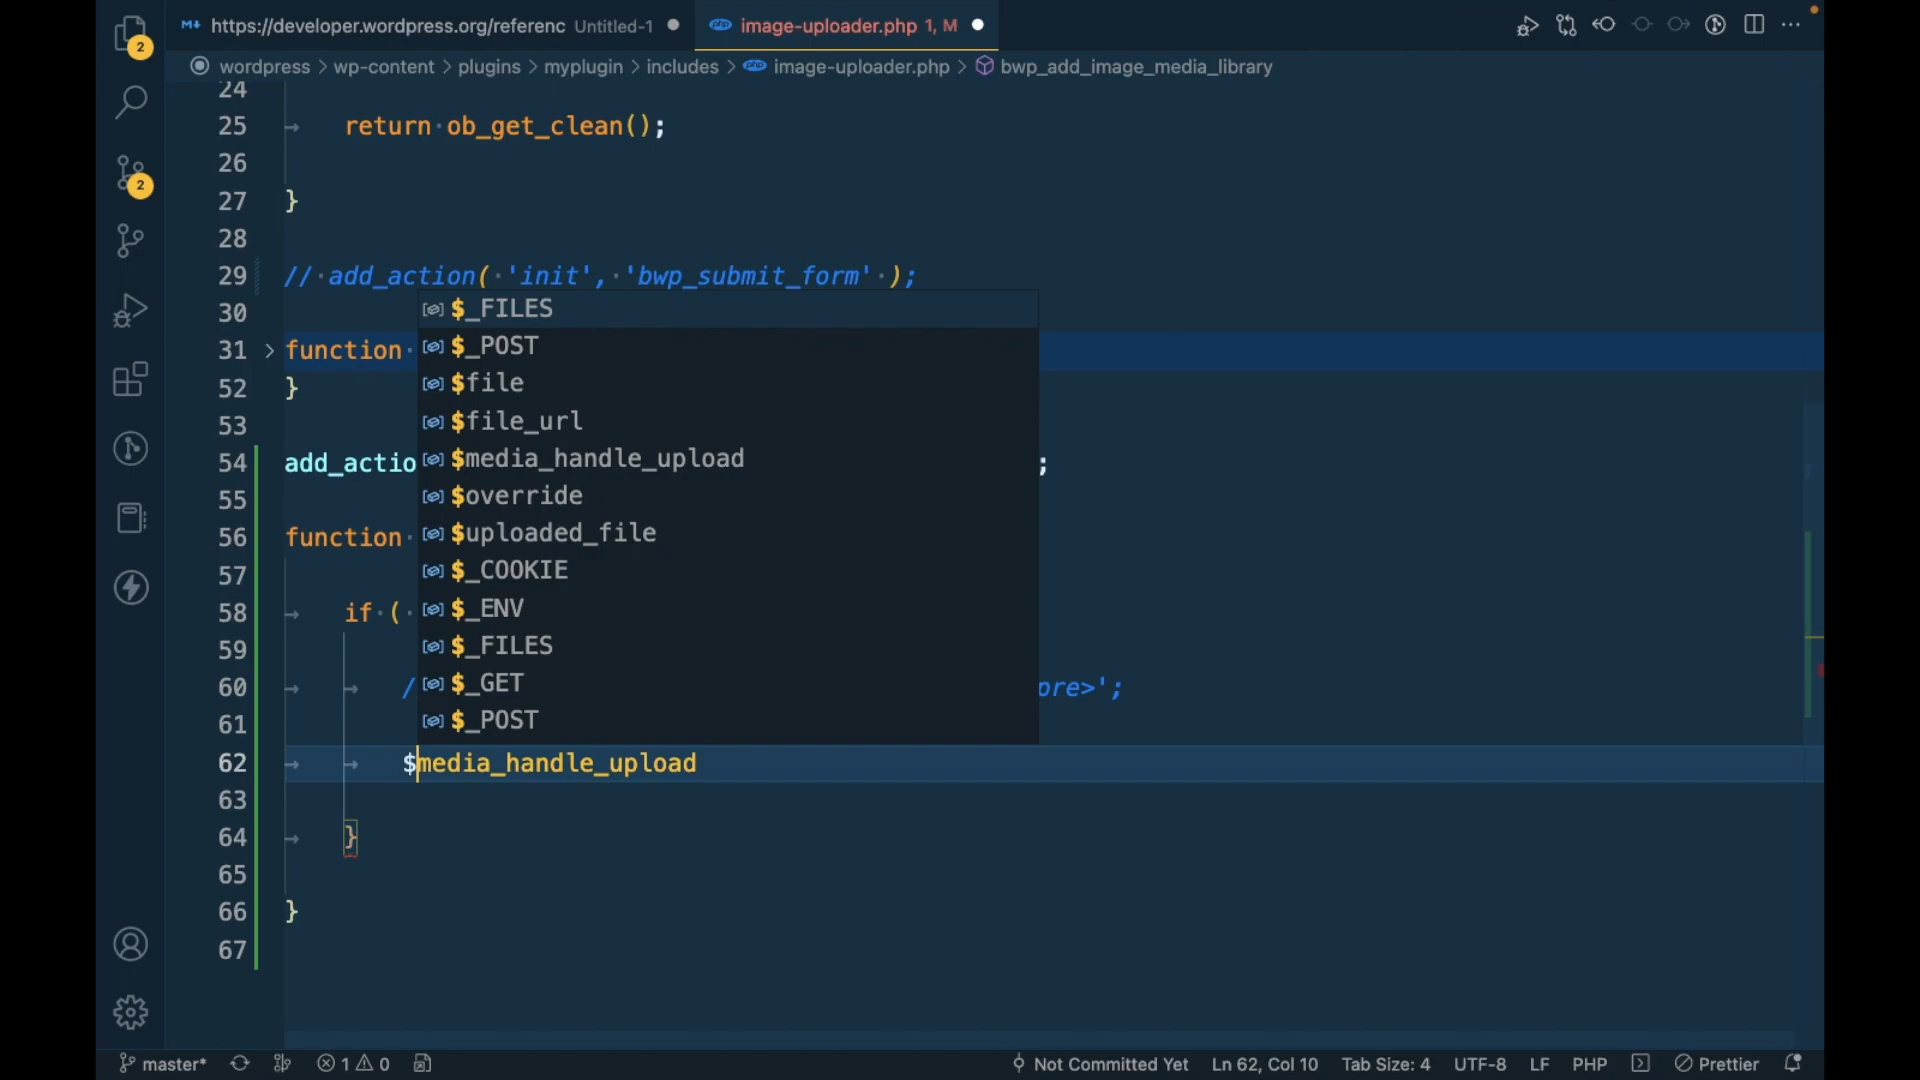 2
2
https://developer.wordpress.org/referenc Untitled-1
php image-uploader.php 1, M
wordpress > wp-content > plugins > myplugin > includes > php image-uploader.php > bwp_add_image_media_library
24
25 return ob_get_clean();
26
27 }
28
29 // add_action( 'init', 'bwp_submit_form' );
30
31 function
52 }
53
54 add_actio ;
55
56 function
57
58 if (
59
60 / ore>';
61
62 $media_handle_upload
63
64 }
65
66 }
67
$_FILES
$_POST
$file
$file_url
$media_handle_upload
$override
$uploaded_file
$_COOKIE
$_ENV
$_FILES
$_GET
$_POST
master* 1 0 Not Committed Yet Ln 62, Col 10 Tab Size: 4 UTF-8 LF PHP Prettier